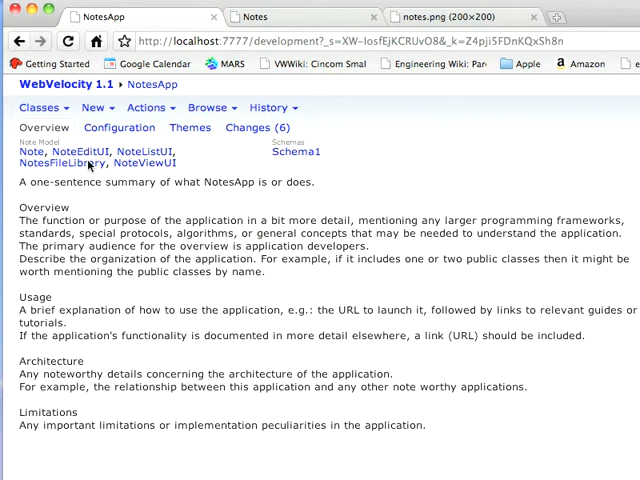 NotesApp
Notes
notes.png (200×200)
http://localhost:7777/development?_s=XW-IosfEjKCRUvO8&_k=Z4pji5FDnKQxSh8n
Getting Started
Google Calendar
MARS
VWWiki: Cincom Smal
Engineering Wiki: Par
Apple
Amazon
e
WebVelocity 1.1 ‣ NotesApp
Classes New Actions Browse History
Overview Configuration Themes Changes (6)
Note Model
Schemas
Note, NoteEditUI, NoteListUI,
Schema1
NotesFileLibrary, NoteViewUI
A one-sentence summary of what NotesApp is or does.
Overview
The function or purpose of the application in a bit more detail, mentioning any larger programming frameworks,
standards, special protocols, algorithms, or general concepts that may be needed to understand the application.
The primary audience for the overview is application developers.
Describe the organization of the application. For example, if it includes one or two public classes then it might be
worth mentioning the public classes by name.
Usage
A brief explanation of how to use the application, e.g.: the URL to launch it, followed by links to relevant guides or
tutorials.
If the application's functionality is documented in more detail elsewhere, a link (URL) should be included.
Architecture
Any noteworthy details concerning the architecture of the application.
For example, the relationship between this application and any other note worthy applications.
Limitations
Any important limitations or implementation peculiarities in the application.